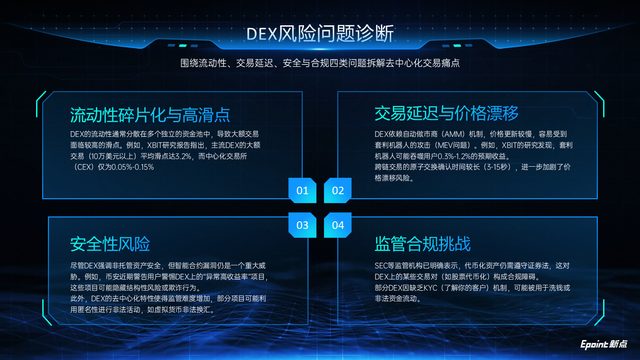 DEX风险问题诊断
围绕流动性、交易延迟、安全与合规四类问题拆解去中心化交易痛点
流动性碎片化与高滑点
DEX的流动性通常分散在多个独立的资金池中，导致大额交易
面临较高的滑点。例如，XBIT研究报告指出，主流DEX的大额
交易（10万美元以上）平均滑点达3.2%，而中心化交易所
（CEX）仅为0.05%-0.15%
01
交易延迟与价格漂移
DEX依赖自动做市商（AMM）机制，价格更新较慢，容易受到
套利机器人的攻击（MEV问题）。例如，XBIT的研究发现，套利
机器人可能吞噬用户0.3%-1.2%的预期收益。
跨链交易的原子交换确认时间较长（3-15秒），进一步加剧了价
格漂移风险。
02
安全性风险
尽管DEX强调非托管资产安全，但智能合约漏洞仍是一个重大威
胁。例如，币安近期警告用户警惕DEX上的“异常高收益率”项目，
这些项目可能隐藏结构性风险或欺诈行为。
此外，DEX的去中心化特性使得监管难度增加，部分项目可能利
用匿名性进行非法活动，如虚拟货币非法换汇。
03
监管合规挑战
SEC等监管机构已明确表示，代币化资产仍需遵守证券法，这对
DEX上的某些交易对（如股票代币化）构成合规障碍。
部分DEX因缺乏KYC（了解你的客户）机制，可能被用于洗钱或
非法资金流动。
04
Epoint新点